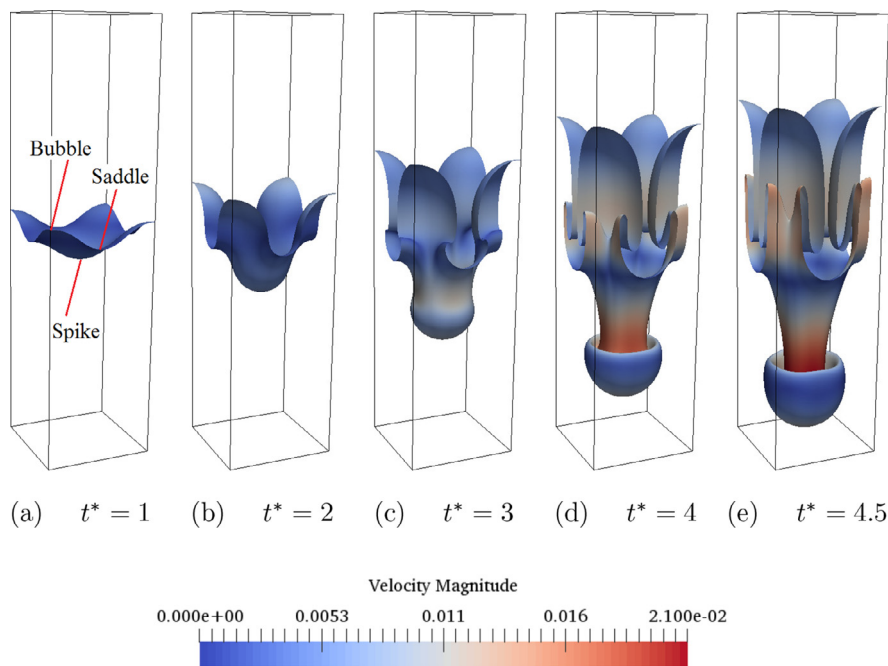 Bubble
Saddle
Spike
(a) t* = 1 (b) t* = 2 (c) t* = 3 (d) t* = 4 (e) t* = 4.5
Velocity Magnitude
0.000e+00 0.0053 0.011 0.016 2.100e-02